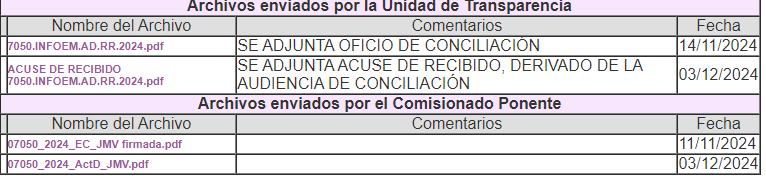 Archivos enviados por la Unidad de Transparencia
Nombre del Archivo Comentarios Fecha
7050.INFOEM.AD.RR.2024.pdf SE ADJUNTA OFICIO DE CONCILIACIÓN 14/11/2024
ACUSE DE RECIBIDO
7050.INFOEM.AD.RR.2024.pdf
SE ADJUNTA ACUSE DE RECIBIDO, DERIVADO DE LA
AUDIENCIA DE CONCILIACIÓN
03/12/2024
Archivos enviados por el Comisionado Ponente
Nombre del Archivo Comentarios Fecha
07050_2024_EC_JMV firmada.pdf 11/11/2024
07050_2024_ActD_JMV.pdf 03/12/2024